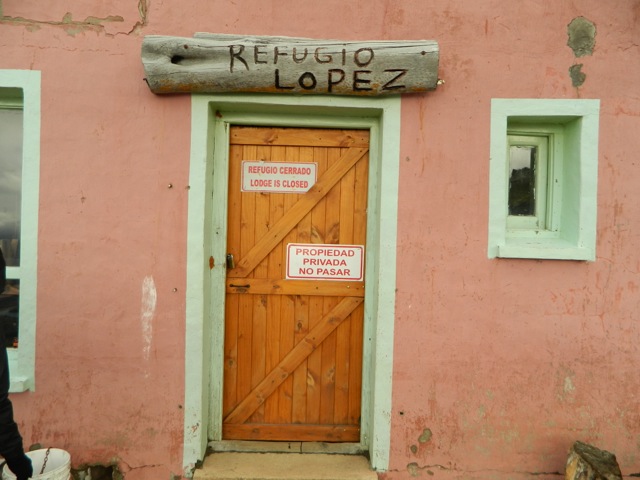 REFUGIO
LOPEZ
REFUGIO CERRADO
LODGE IS CLOSED
PROPIEDAD
PRIVADA
NO PASAR